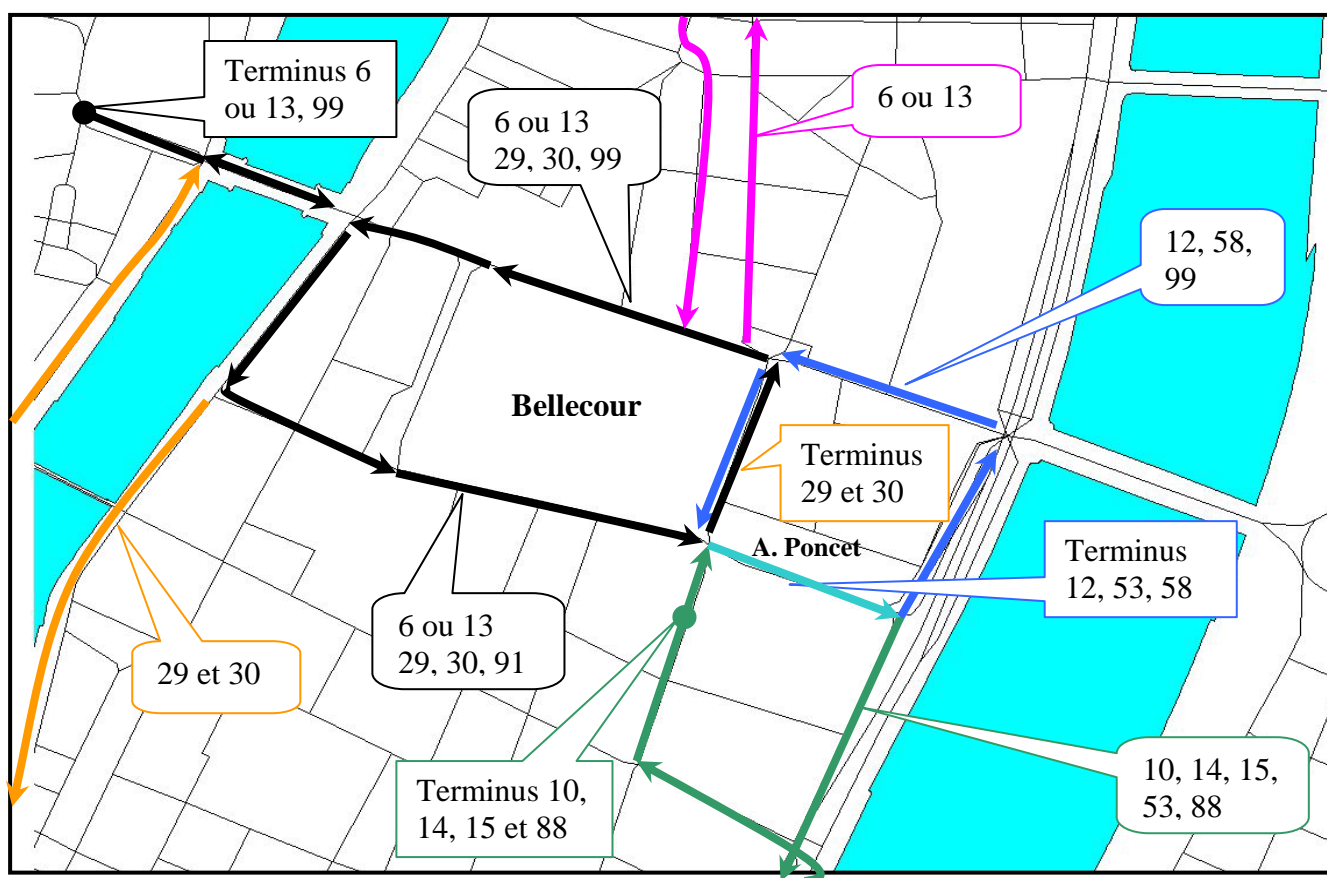 Terminus 6
ou 13, 99
6 ou 13
29, 30, 99
6 ou 13
12, 58,
99
Bellecour
Terminus
29 et 30
A. Poncet
Terminus
12, 53, 58
6 ou 13
29, 30, 91
29 et 30
Terminus 10,
14, 15 et 88
10, 14, 15,
53, 88